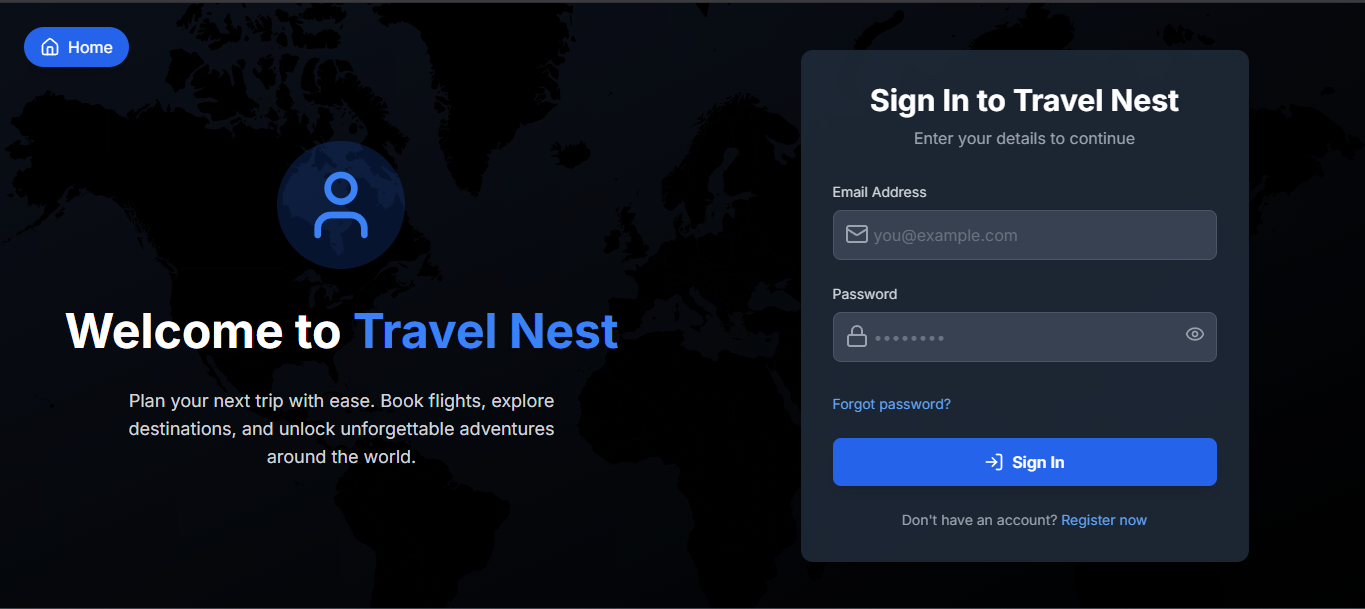 Home
Welcome to Travel Nest
Plan your next trip with ease. Book flights, explore
destinations, and unlock unforgettable adventures
around the world.
Sign In to Travel Nest
Enter your details to continue
Email Address
you@example.com
Password
••••••••
Forgot password?
Sign In
Don't have an account? Register now